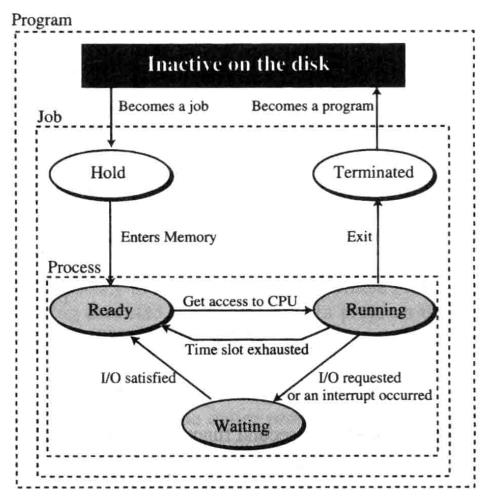 Program
Inactive on the disk
Becomes a job
Becomes a program
Job
Hold
Terminated
Enters Memory
Exit
Process
Ready
Get access to CPU
Running
Time slot exhausted
I/O satisfied
I/O requested
or an interrupt occurred
Waiting